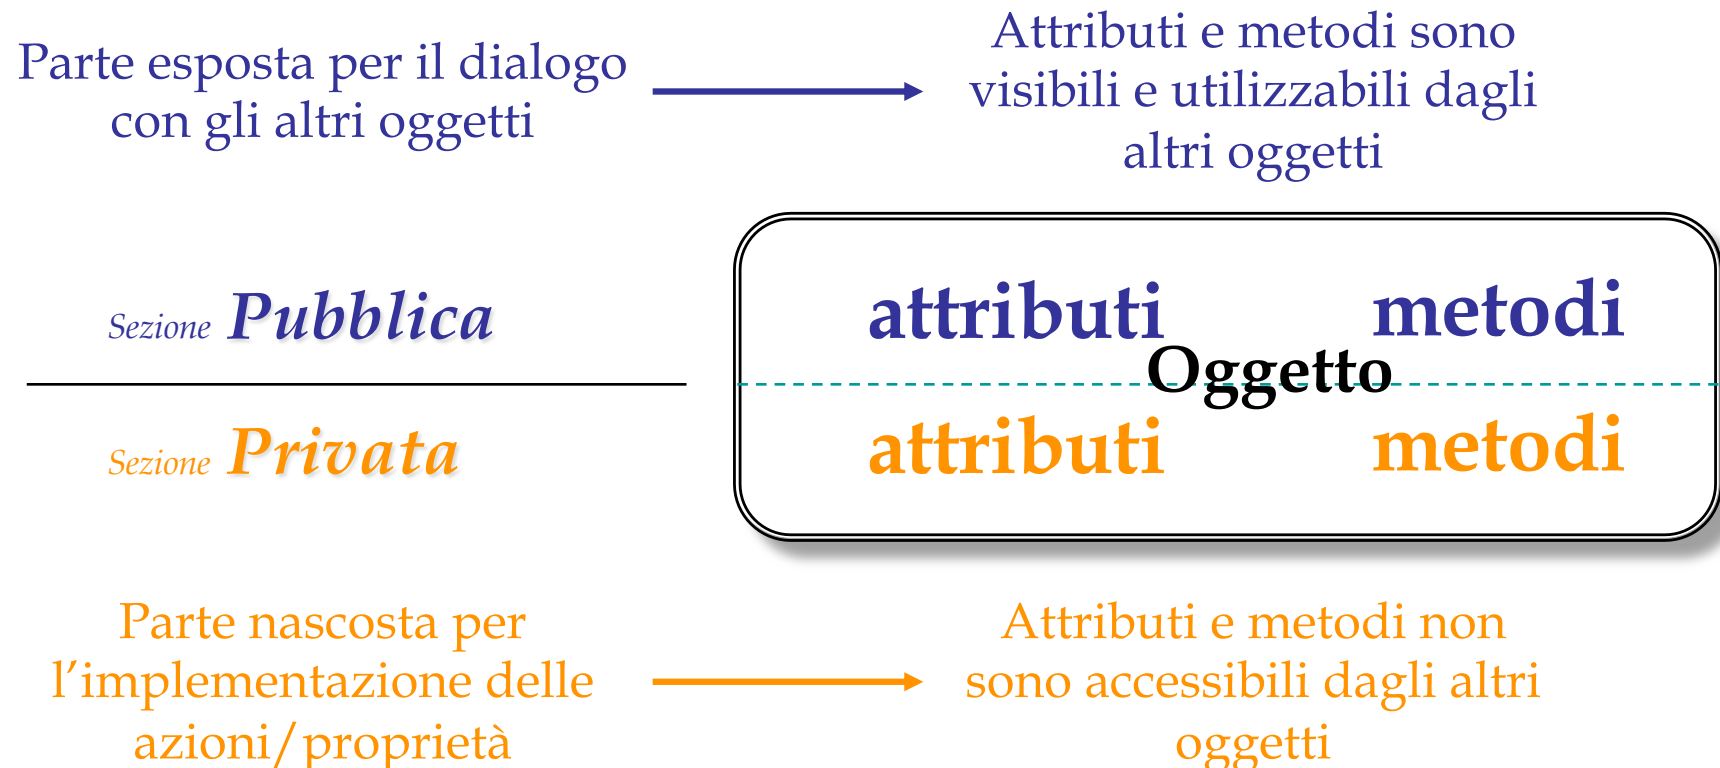 Parte esposta per il dialogo
con gli altri oggetti
Attributi e metodi sono
visibili e utilizzabili dagli
altri oggetti
Sezione Pubblica
attributi metodi
Oggetto
Sezione Privata
attributi metodi
Parte nascosta per
l’implementazione delle
azioni/proprietà
Attributi e metodi non
sono accessibili dagli altri
oggetti